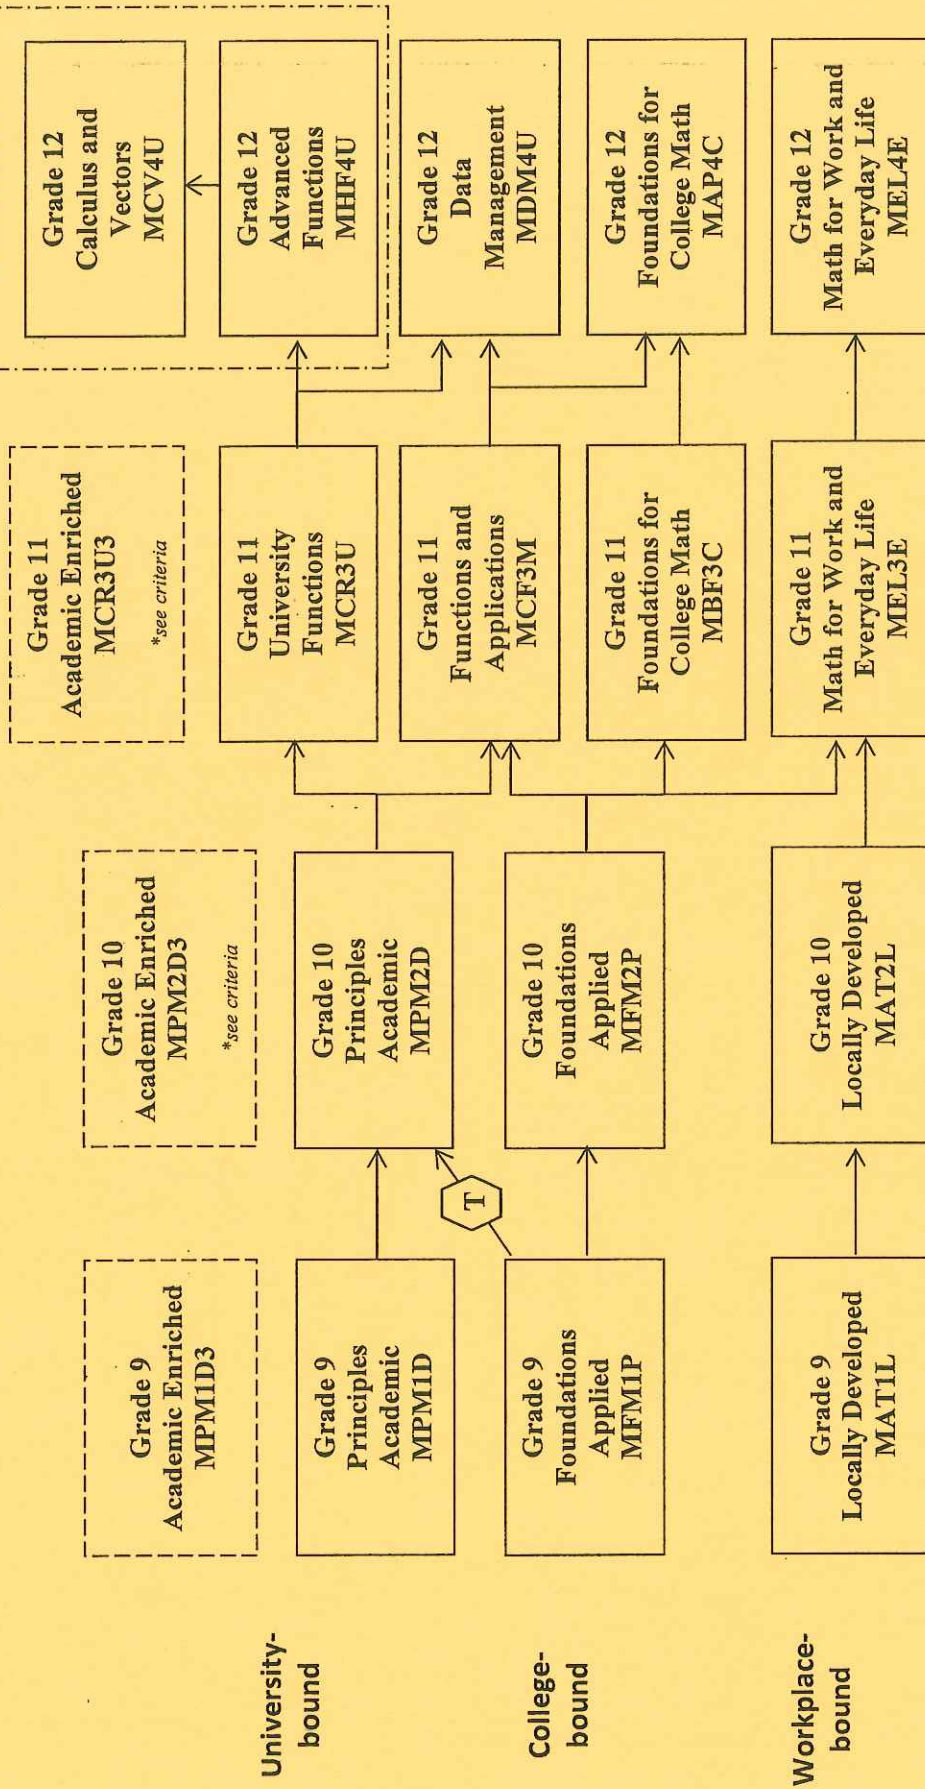 University-
bound
College-
bound
Workplace-
bound
Grade 9
Academic Enriched
MPM1D3
Grade 9
Principles
Academic
MPM1D
Grade 9
Foundations
Applied
MFM1P
Grade 9
Locally Developed
MAT1L
T
Grade 10
Academic Enriched
MPM2D3
*see criteria
Grade 10
Principles
Academic
MPM2D
Grade 10
Foundations
Applied
MFM2P
Grade 10
Locally Developed
MAT2L
Grade 11
Academic Enriched
MCR3U3
*see criteria
Grade 11
University
Functions
MCR3U
Grade 11
Functions and
Applications
MCF3M
Grade 11
Foundations for
College Math
MBF3C
Grade 11
Math for Work and
Everyday Life
MEL3E
Grade 12
Calculus and
Vectors
MCV4U
Grade 12
Advanced
Functions
MHF4U
Grade 12
Data
Management
MDM4U
Grade 12
Foundations for
College Math
MAP4C
Grade 12
Math for Work and
Everyday Life
MEL4E